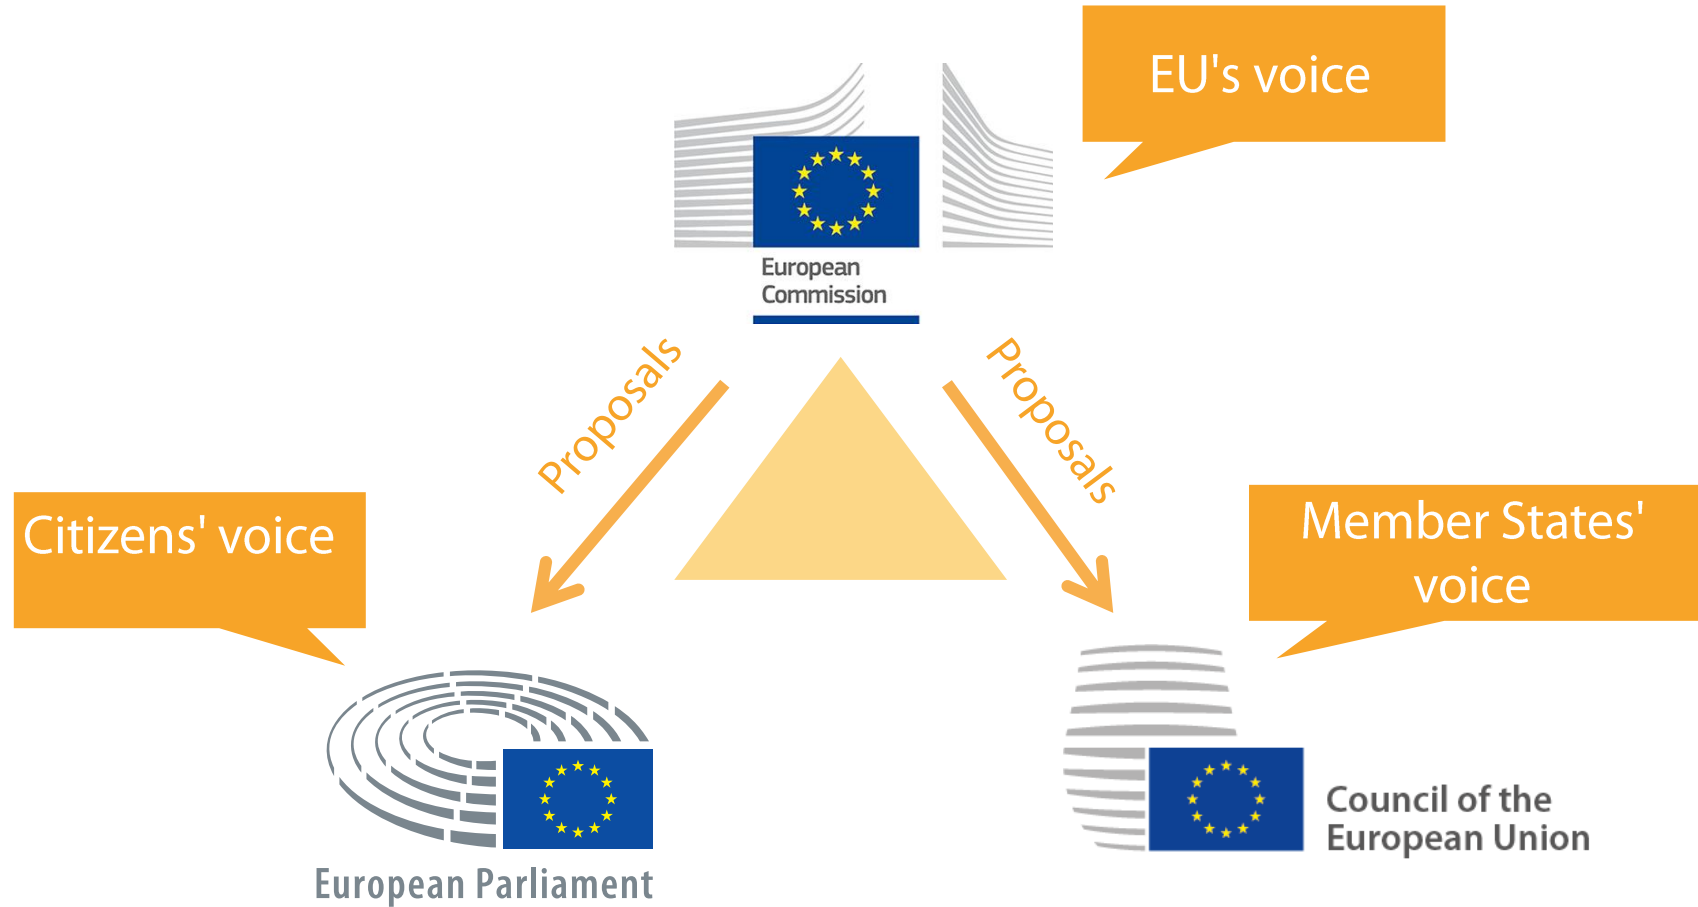 EU's voice
European
Commission
Proposals
Proposals
Citizens' voice
Member States'
voice
European Parliament
Council of the
European Union